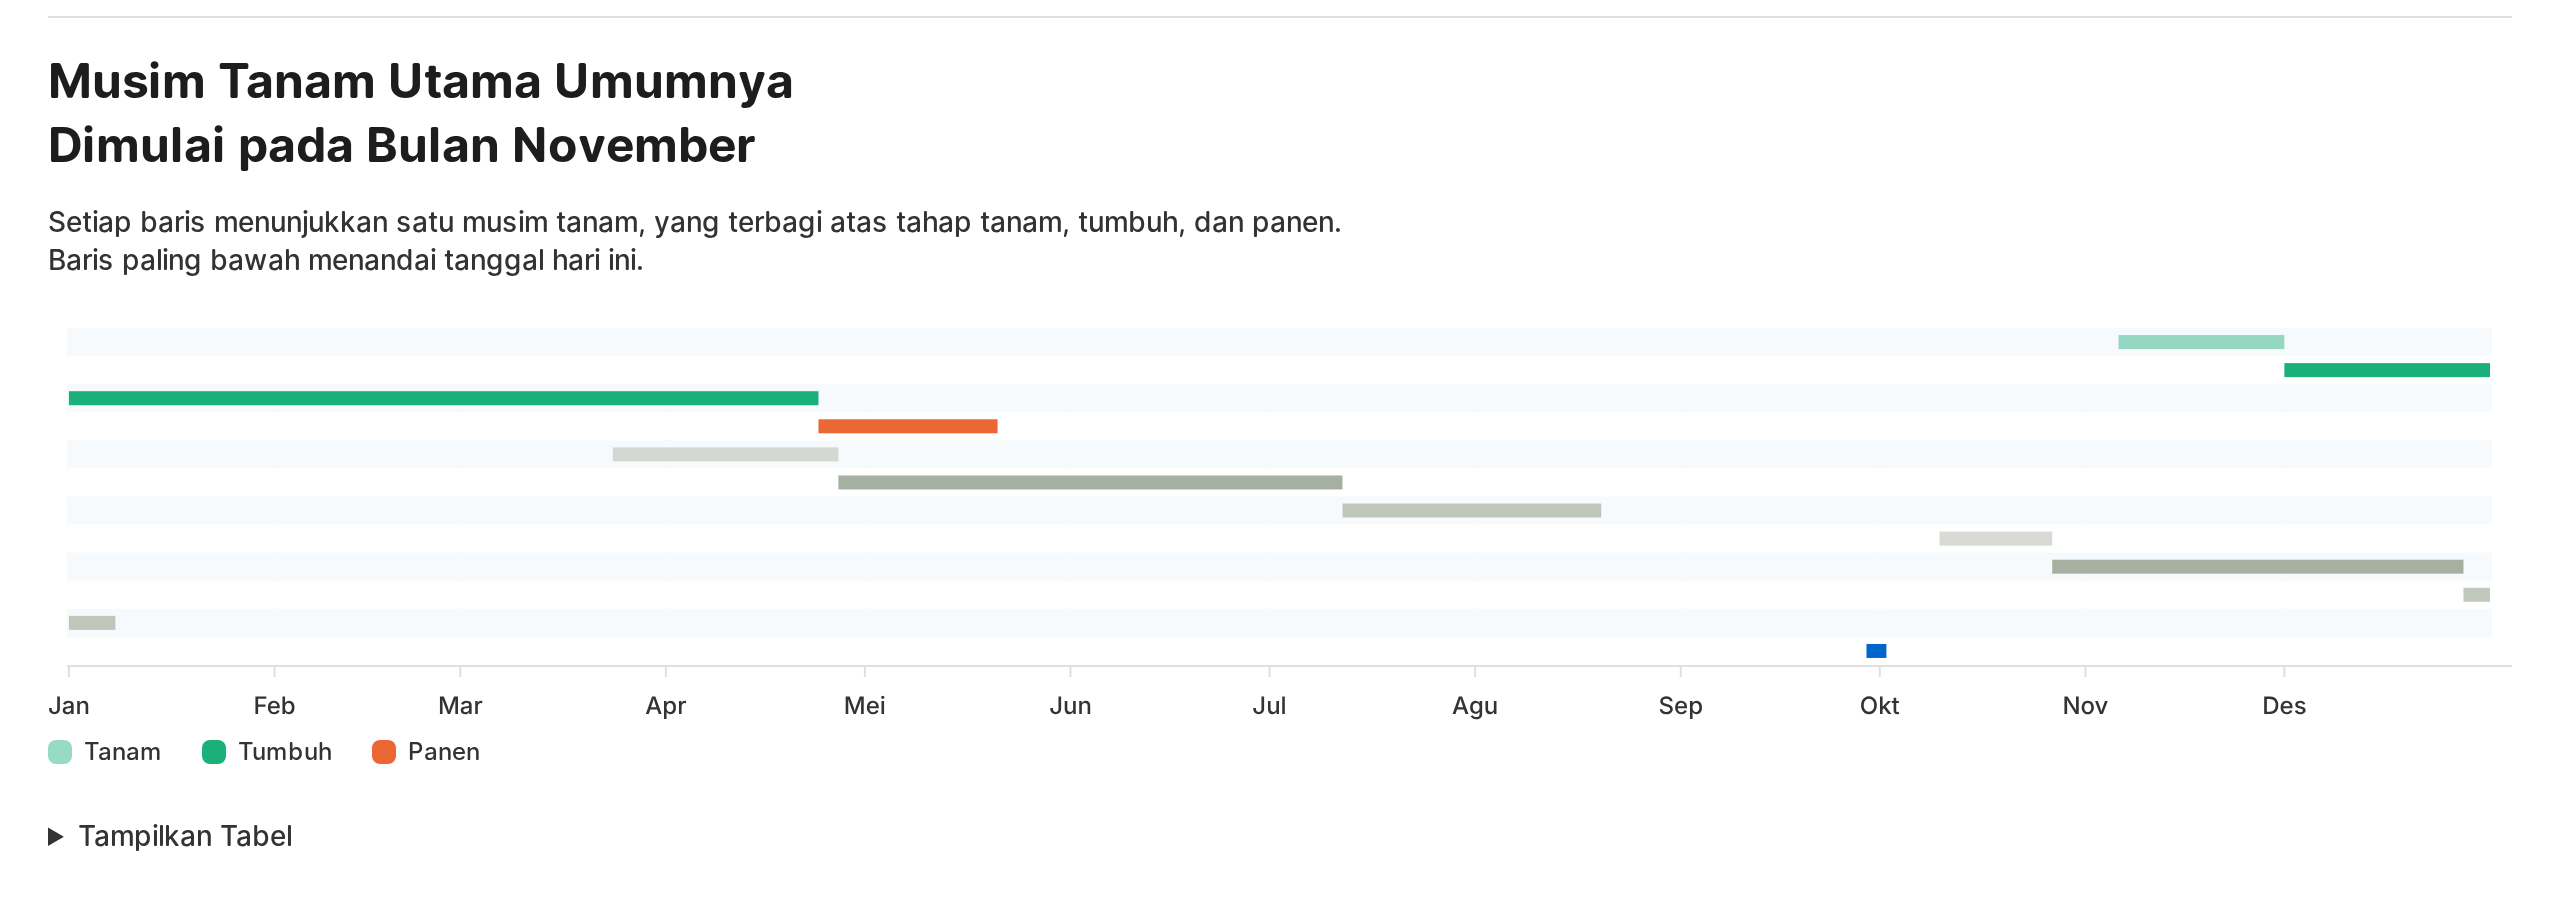 Musim Tanam Utama Umumnya
Dimulai pada Bulan November
Setiap baris menunjukkan satu musim tanam, yang terbagi atas tahap tanam, tumbuh, dan panen.
Baris paling bawah menandai tanggal hari ini.
Jan Feb Mar Apr Mei Jun Jul Agu Sep Okt Nov Des
Tanam Tumbuh Panen
Tampilkan Tabel